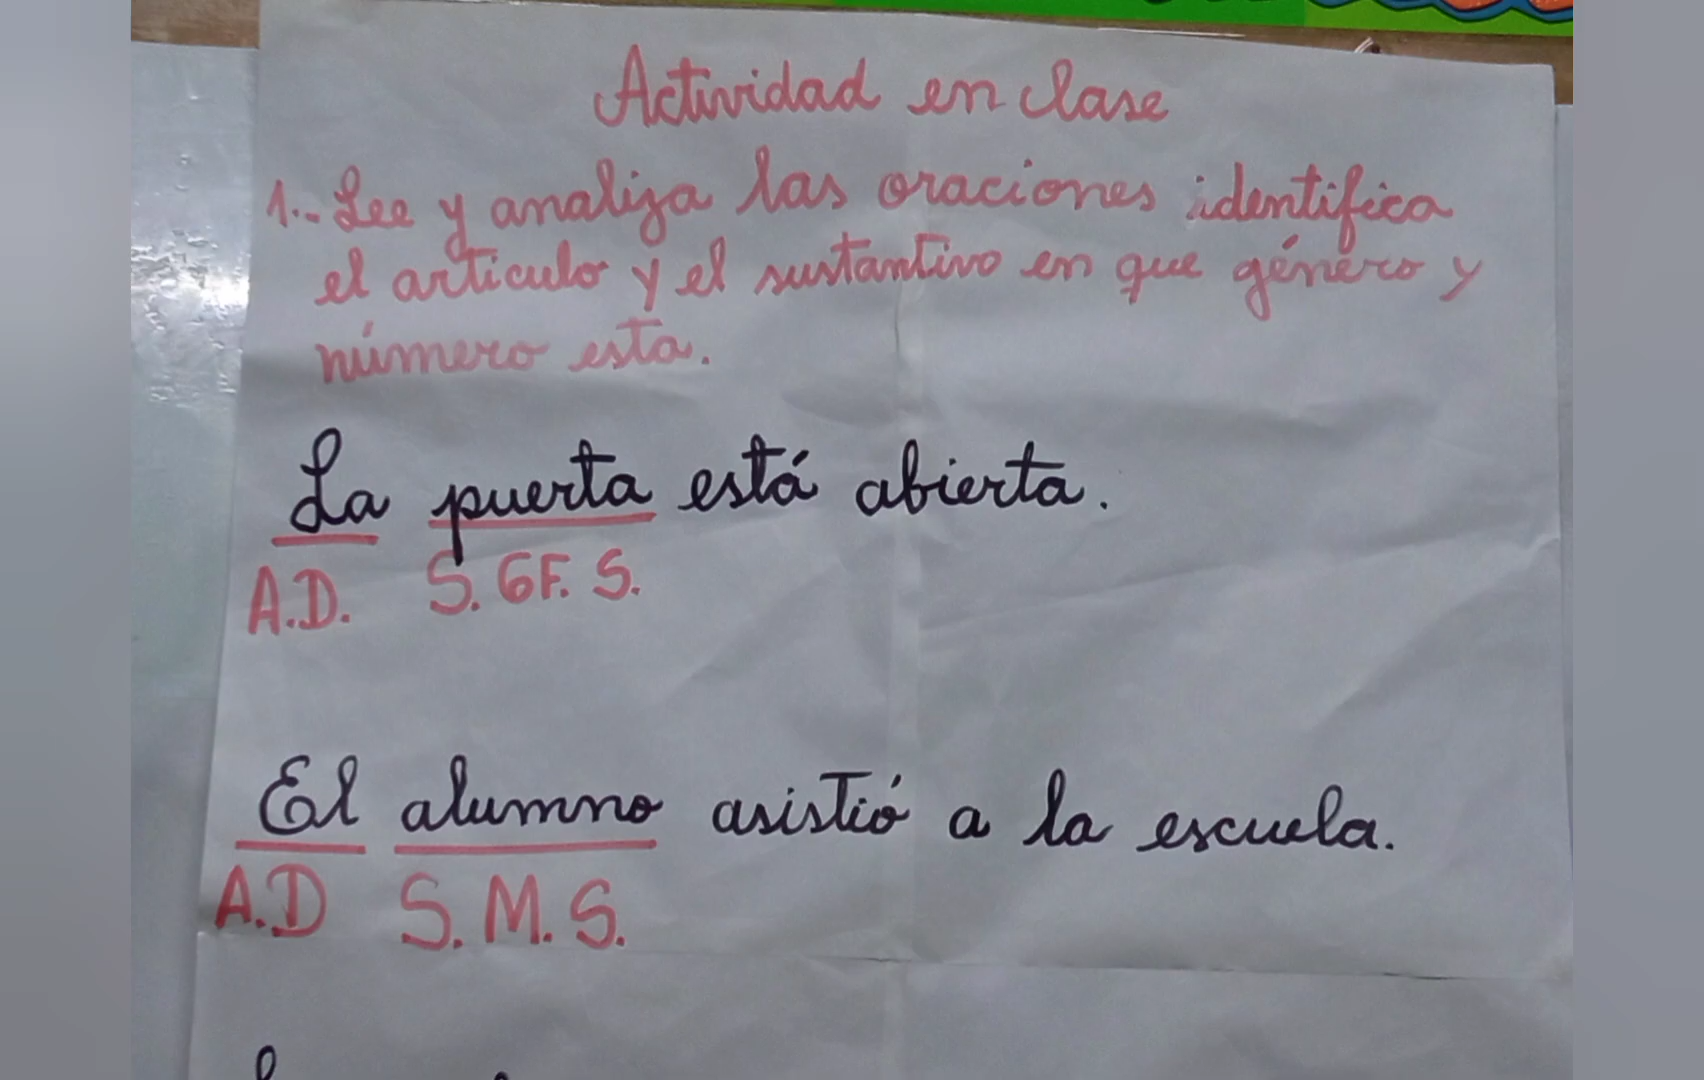 Actividad en clase
1.- Lee y analiza las oraciones identifica
el artículo y el sustantivo en que género y
número esta.
La puerta está abierta.
A.D. S. GF. S.
El alumno asistió a la escuela.
A.D S. M. S.